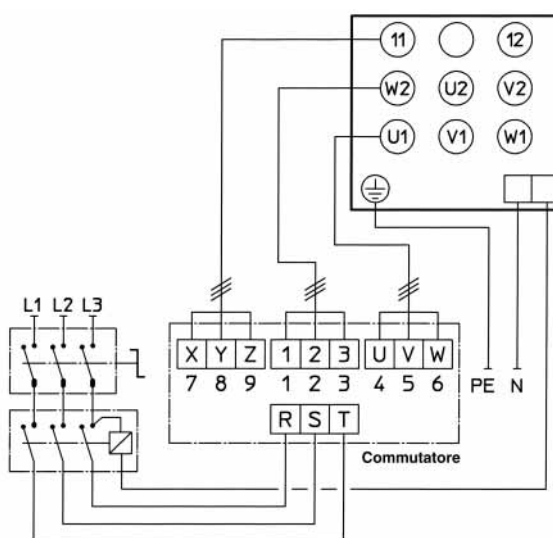 11 12
W2 U2 V2
U1 V1 W1
L1 L2 L3
X Y Z 1 2 3 U V W
7 8 9 1 2 3 4 5 6 PE N
R S T
Commutatore